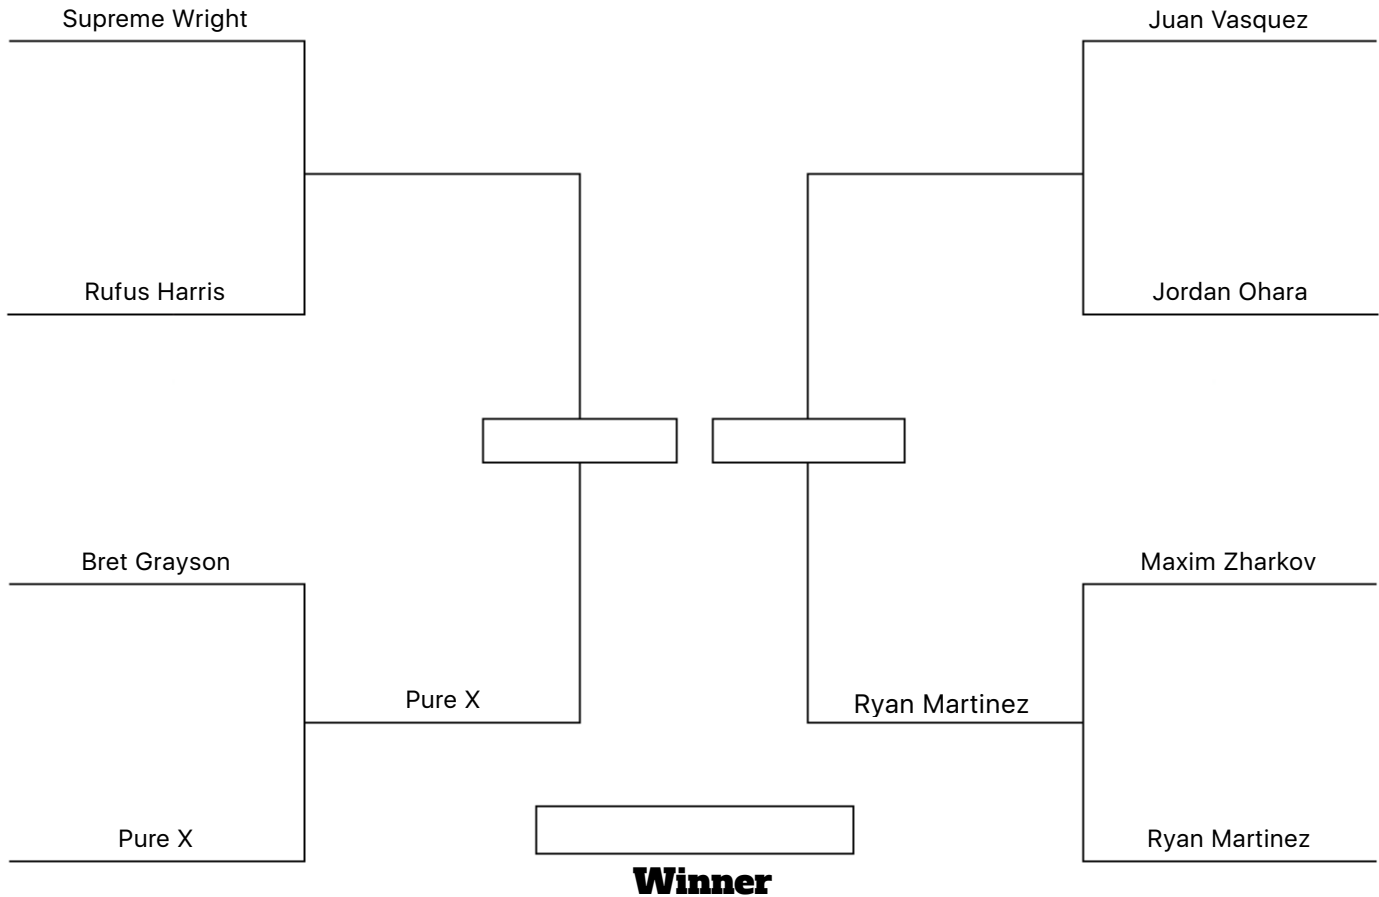 Supreme Wright
Juan Vasquez
Rufus Harris
Jordan Ohara
Bret Grayson
Maxim Zharkov
Pure X
Ryan Martinez
Pure X
Ryan Martinez
Winner